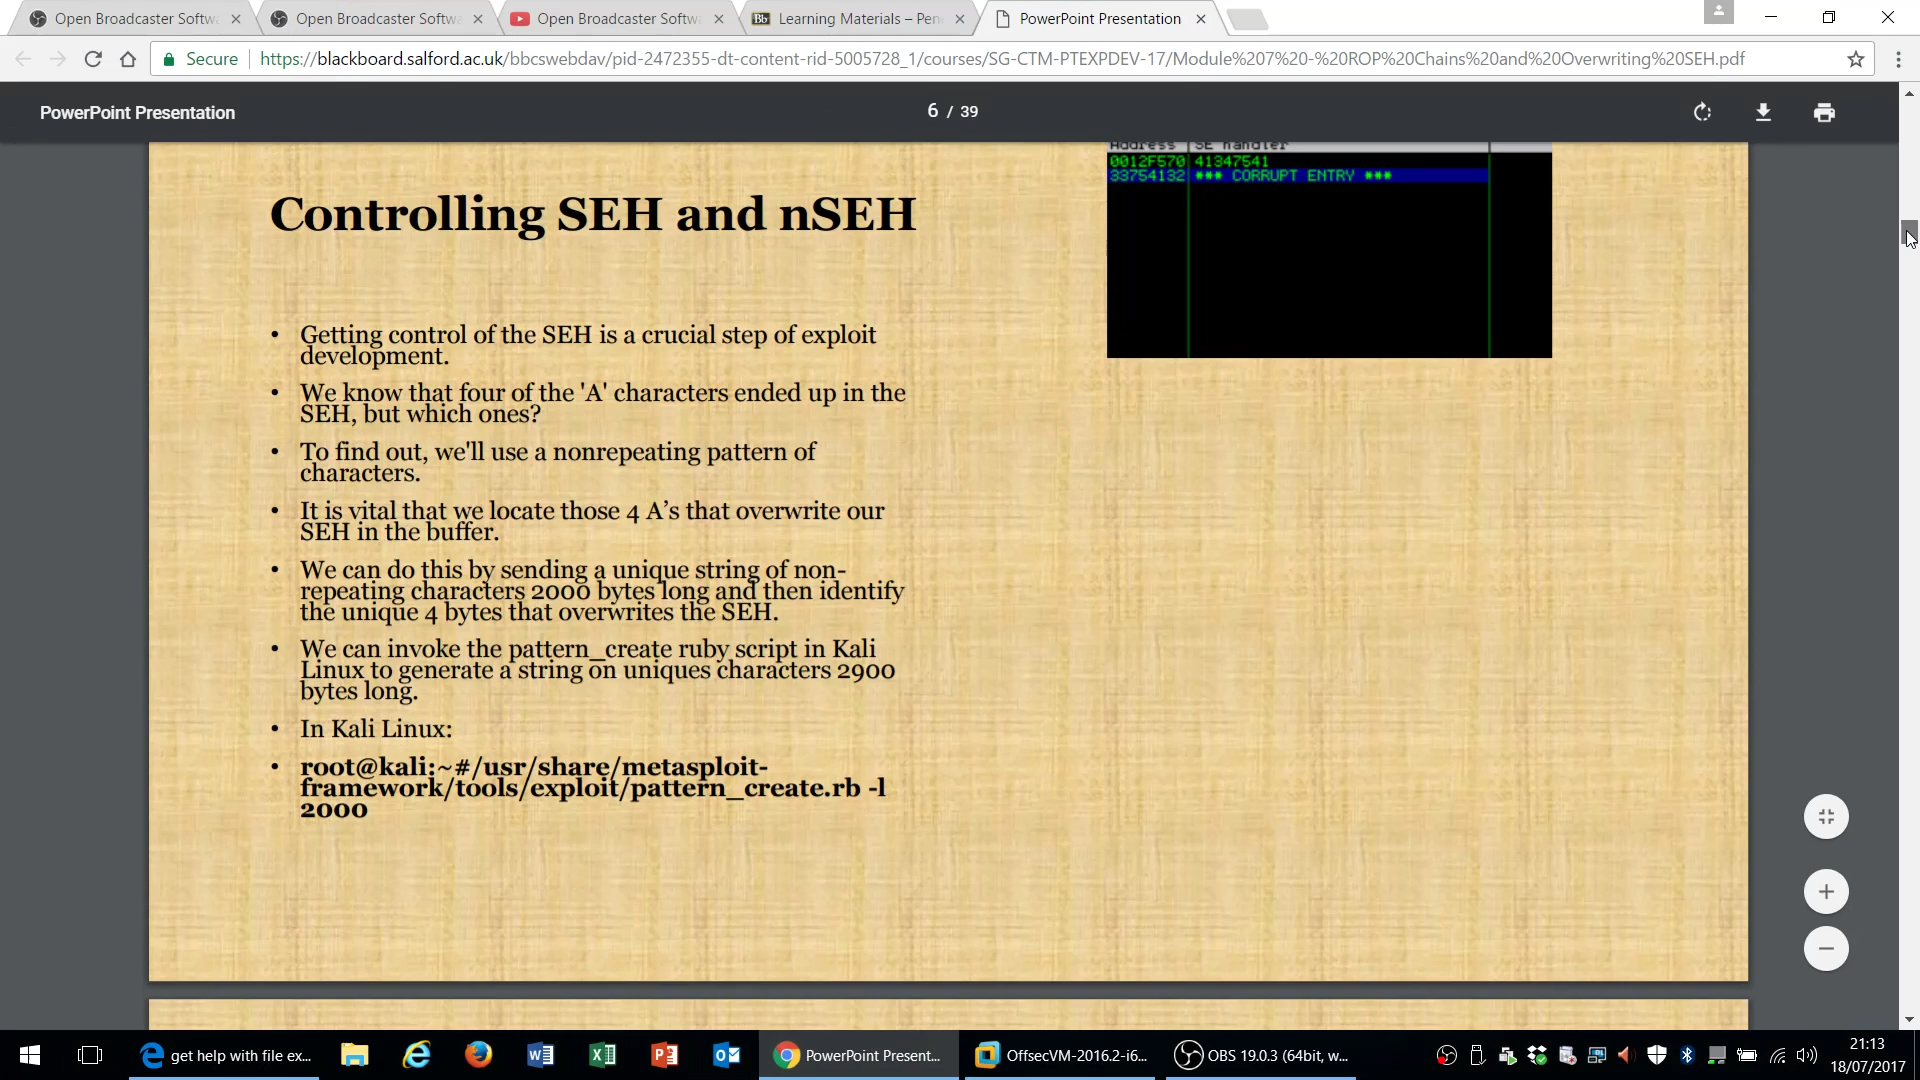 Open Broadcaster Softwa
Open Broadcaster Softwa
Open Broadcaster Softwa
Learning Materials – Pen
PowerPoint Presentation
Secure
https://blackboard.salford.ac.uk/bbcswebdav/pid-2472355-dt-content-rid-5005728_1/courses/SG-CTM-PTEXPDEV-17/Module%207%20-%20ROP%20Chains%20and%20Overwriting%20SEH.pdf
PowerPoint Presentation
6 / 39
Address SE handler
0012F570 41347541
33754132 *** CORRUPT ENTRY ***
Controlling SEH and nSEH
• Getting control of the SEH is a crucial step of exploit
development.
• We know that four of the 'A' characters ended up in the
SEH, but which ones?
• To find out, we'll use a nonrepeating pattern of
characters.
• It is vital that we locate those 4 A’s that overwrite our
SEH in the buffer.
• We can do this by sending a unique string of non-
repeating characters 2000 bytes long and then identify
the unique 4 bytes that overwrites the SEH.
• We can invoke the pattern_create ruby script in Kali
Linux to generate a string on uniques characters 2900
bytes long.
• In Kali Linux:
• root@kali:~#/usr/share/metasploit-
framework/tools/exploit/pattern_create.rb -l
2000
get help with file ex...
PowerPoint Present...
OffsecVM-2016.2-i6...
OBS 19.0.3 (64bit, w...
21:13
18/07/2017